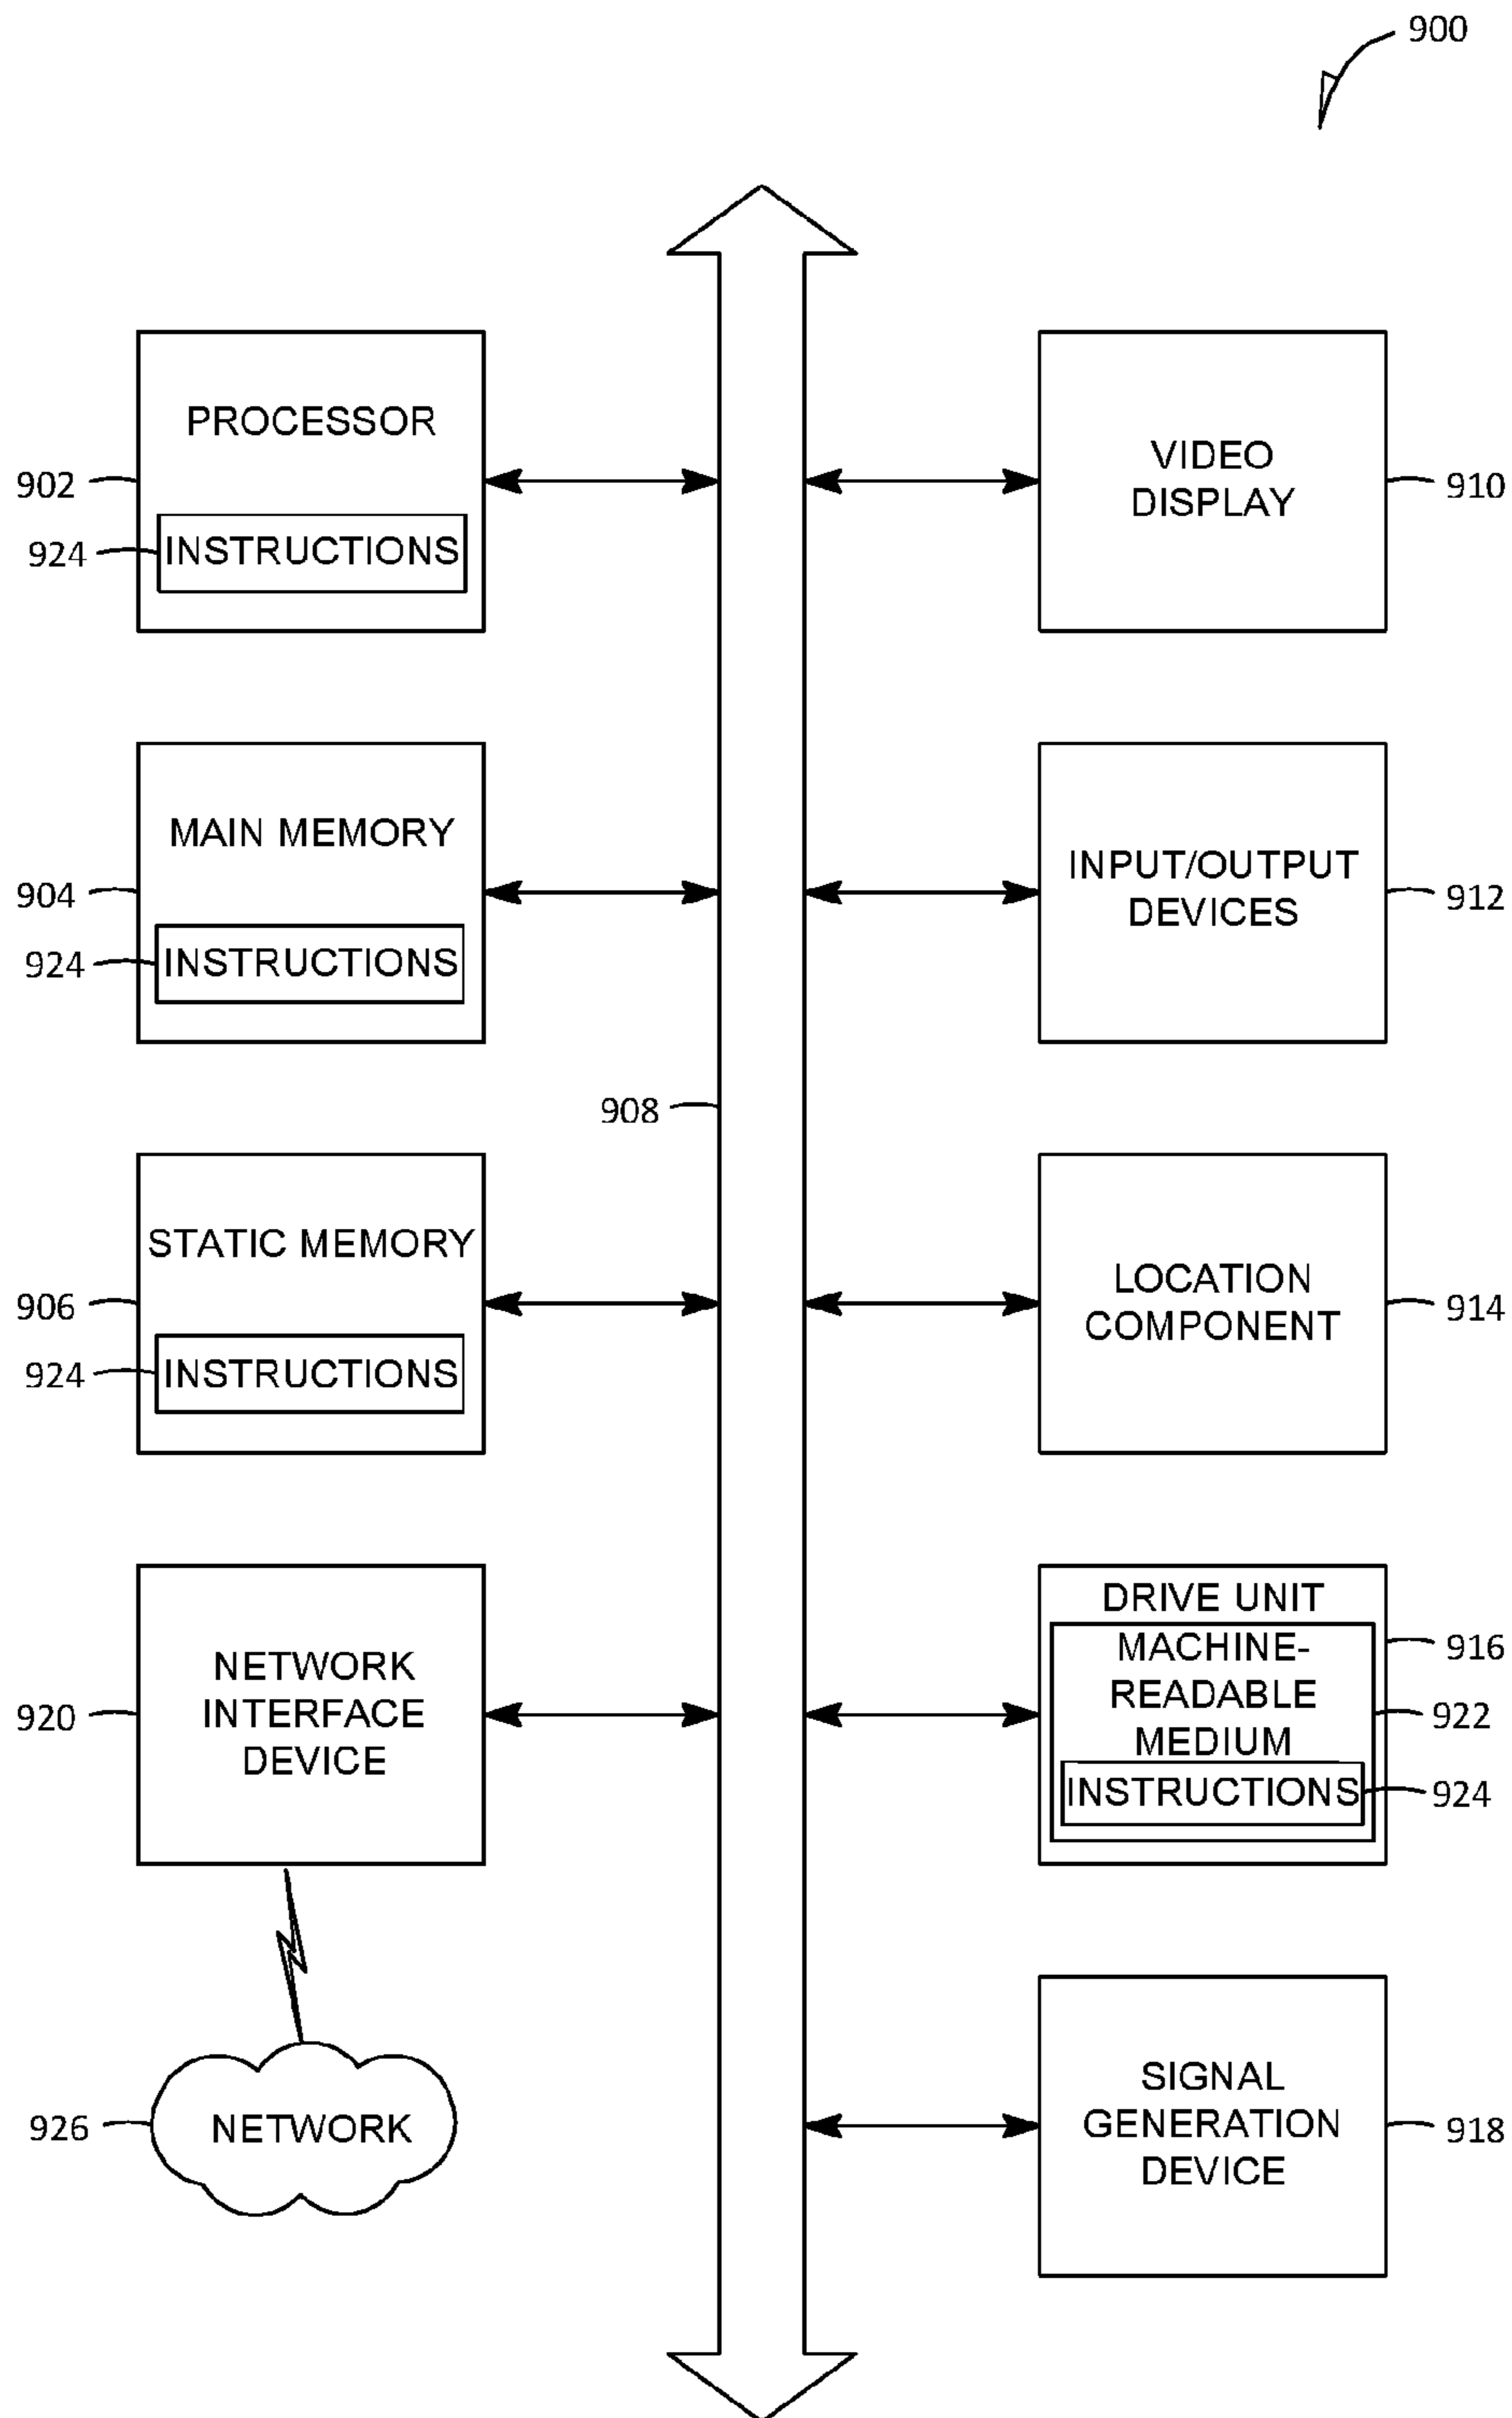 900
PROCESSOR
902
924
INSTRUCTIONS
VIDEO
DISPLAY
910
MAIN MEMORY
904
924
INSTRUCTIONS
INPUT/OUTPUT
DEVICES
912
908
STATIC MEMORY
906
924
INSTRUCTIONS
LOCATION
COMPONENT
914
NETWORK
INTERFACE
DEVICE
920
DRIVE UNIT
916
MACHINE-
READABLE
MEDIUM
922
INSTRUCTIONS
924
926
NETWORK
SIGNAL
GENERATION
DEVICE
918